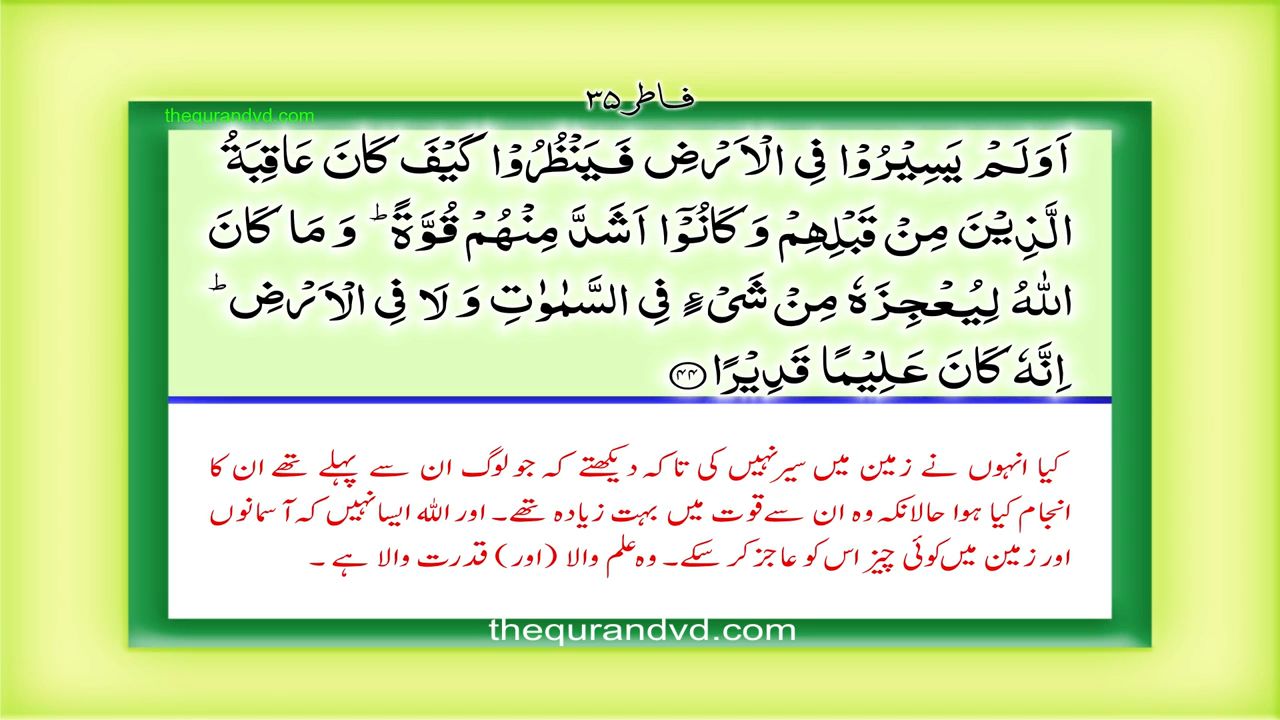 فاطر ۳۵
thequrandvd.com
اَوَلَمْ يَسِيْرُوْا فِى الْاَرْضِ فَيَنْظُرُوْا كَيْفَ كَانَ عَاقِبَةُ
الَّذِيْنَ مِنْ قَبْلِهِمْ وَكَانُوْۤا اَشَدَّ مِنْهُمْ قُوَّةً ؕ وَمَا كَانَ
اللّٰهُ لِيُعْجِزَهٗ مِنْ شَىْءٍ فِى السَّمٰوٰتِ وَلَا فِى الْاَرْضِ ؕ
اِنَّهٗ كَانَ عَلِيْمًا قَدِيْرًا ﴿۴۴﴾
کیا انہوں نے زمین میں سیر نہیں کی تاکہ دیکھتے کہ جو لوگ ان سے پہلے تھے ان کا
انجام کیا ہوا حالانکہ وہ ان سے قوت میں بہت زیادہ تھے۔ اور اللہ ایسا نہیں کہ آسمانوں
اور زمین میں کوئی چیز اس کو عاجز کر سکے۔ وہ علم والا (اور) قدرت والا ہے ۔
thequrandvd.com